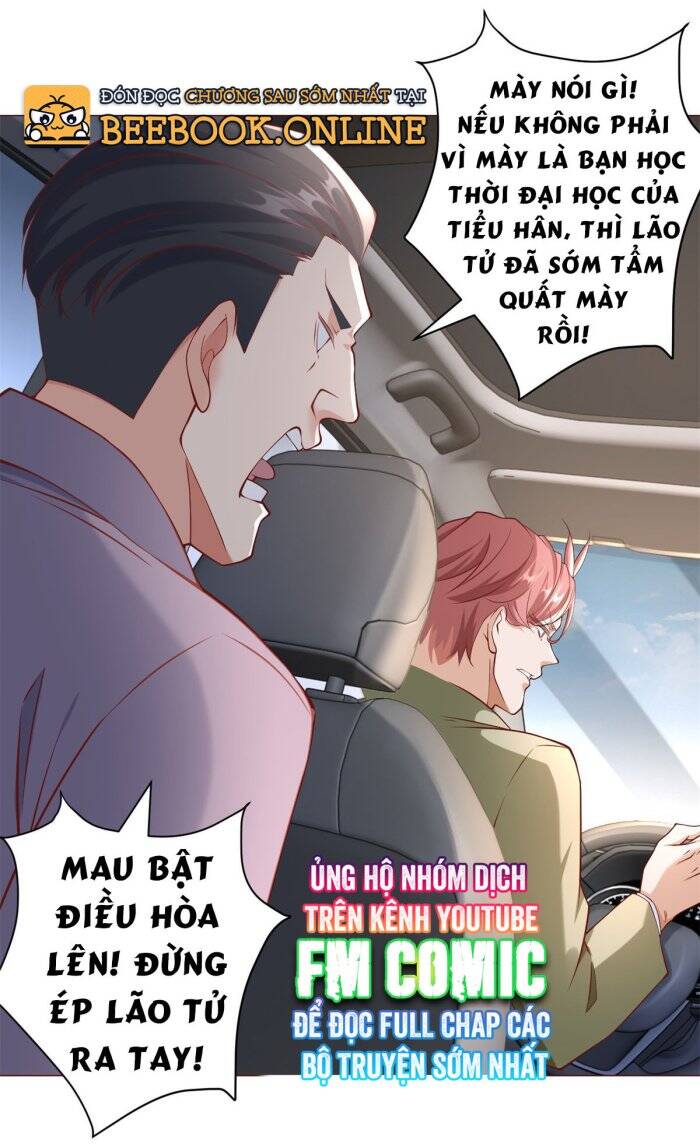 ĐÓN ĐỌC CHƯƠNG SAU SỚM NHẤT TẠI
BEEBOOK.ONLINE
MÀY NÓI GÌ!
NẾU KHÔNG PHẢI
VÌ MÀY LÀ BẠN HỌC
THỜI ĐẠI HỌC CỦA
TIỂU HÂN, THÌ LÃO
TỬ ĐÃ SỚM TẨM
QUẤT MÀY
RỒI!
MAU BẬT
ĐIỀU HÒA
LÊN! ĐỪNG
ÉP LÃO TỬ
RA TAY!
ỦNG HỘ NHÓM DỊCH
TRÊN KÊNH YOUTUBE
FM COMIC
ĐỂ ĐỌC FULL CHAP CÁC
BỘ TRUYỆN SỚM NHẤT